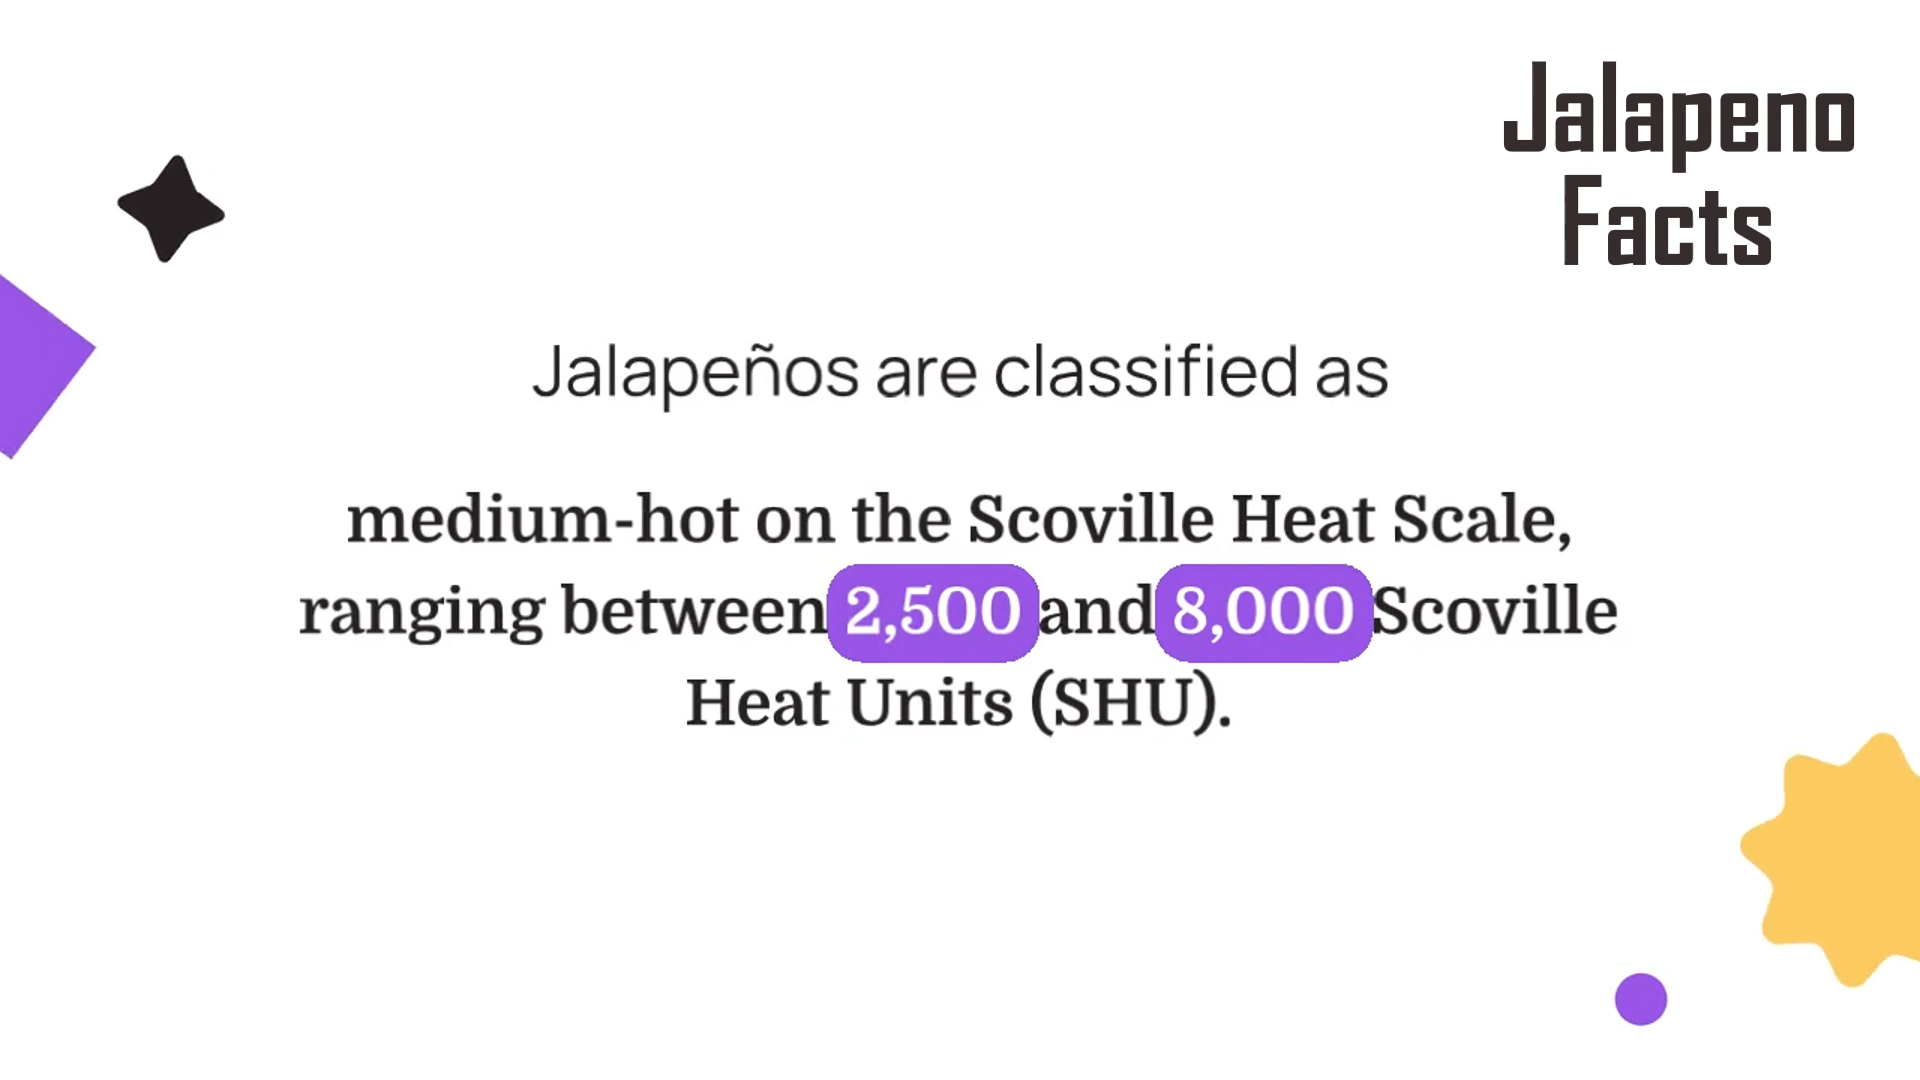 Jalapeno
Facts
Jalapeños are classified as
medium-hot on the Scoville Heat Scale,
ranging between 2,500 and 8,000 Scoville
Heat Units (SHU).